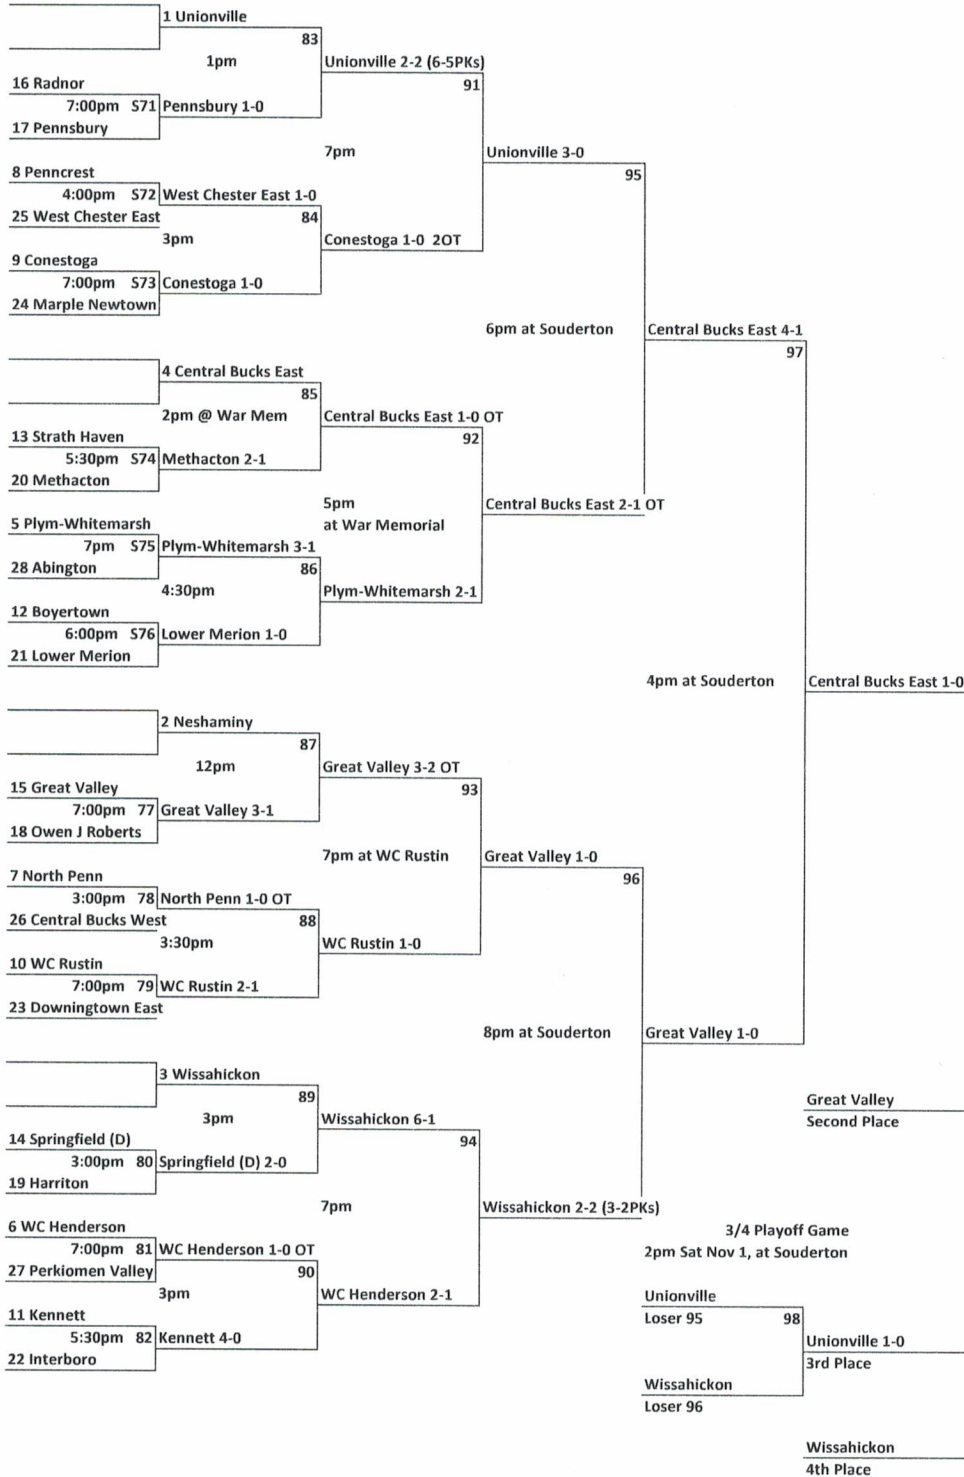 1 Unionville
83
1pm
Unionville 2-2 (6-5PKs)
91
16 Radnor
7:00pm S71 Pennsbury 1-0
17 Pennsbury
7pm
Unionville 3-0
95
8 Penncrest
4:00pm S72 West Chester East 1-0
25 West Chester East
84
3pm
Conestoga 1-0 2OT
9 Conestoga
7:00pm S73 Conestoga 1-0
24 Marple Newtown
6pm at Souderton
Central Bucks East 4-1
97
4 Central Bucks East
85
2pm @ War Mem
Central Bucks East 1-0 OT
92
13 Strath Haven
5:30pm S74 Methacton 2-1
20 Methacton
5pm
at War Memorial
Central Bucks East 2-1 OT
5 Plym-Whitemarsh
7pm S75 Plym-Whitemarsh 3-1
28 Abington
86
4:30pm
Plym-Whitemarsh 2-1
12 Boyertown
6:00pm S76 Lower Merion 1-0
21 Lower Merion
4pm at Souderton
Central Bucks East 1-0
2 Neshaminy
87
12pm
Great Valley 3-2 OT
93
15 Great Valley
7:00pm 77 Great Valley 3-1
18 Owen J Roberts
7pm at WC Rustin
Great Valley 1-0
96
7 North Penn
3:00pm 78 North Penn 1-0 OT
26 Central Bucks West
88
3:30pm
WC Rustin 1-0
10 WC Rustin
7:00pm 79 WC Rustin 2-1
23 Downingtown East
8pm at Souderton
Great Valley 1-0
3 Wissahickon
89
3pm
Wissahickon 6-1
94
Great Valley
Second Place
14 Springfield (D)
3:00pm 80 Springfield (D) 2-0
19 Harriton
7pm
Wissahickon 2-2 (3-2PKs)
6 WC Henderson
7:00pm 81 WC Henderson 1-0 OT
27 Perkiomen Valley
90
3pm
WC Henderson 2-1
11 Kennett
5:30pm 82 Kennett 4-0
22 Interboro
3/4 Playoff Game
2pm Sat Nov 1, at Souderton
Unionville
Loser 95
98
Unionville 1-0
3rd Place
Wissahickon
Loser 96
Wissahickon
4th Place